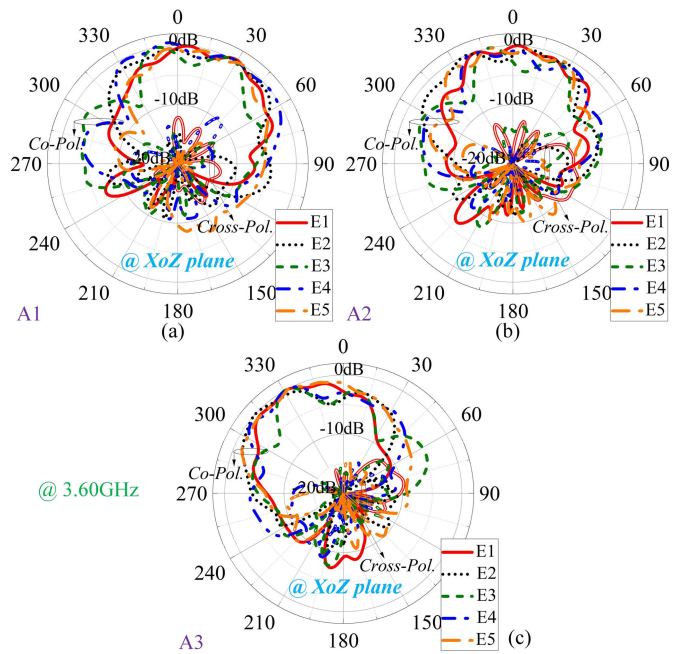 0
330
30
0dB
300
60
-10dB
Co-Pol.
270
-20dB
90
Cross-Pol.
240
@ XoZ plane
210
150
180
A1
(a)
E1
E2
E3
E4
E5
0
330
30
0dB
300
60
-10dB
Co-Pol.
270
-20dB
90
Cross-Pol.
240
@ XoZ plane
210
150
180
A2
(b)
E1
E2
E3
E4
E5
0
330
30
0dB
300
60
-10dB
Co-Pol.
@ 3.60GHz
270
-20dB
90
Cross-Pol.
240
@ XoZ plane
210
150
180
A3
(c)
E1
E2
E3
E4
E5